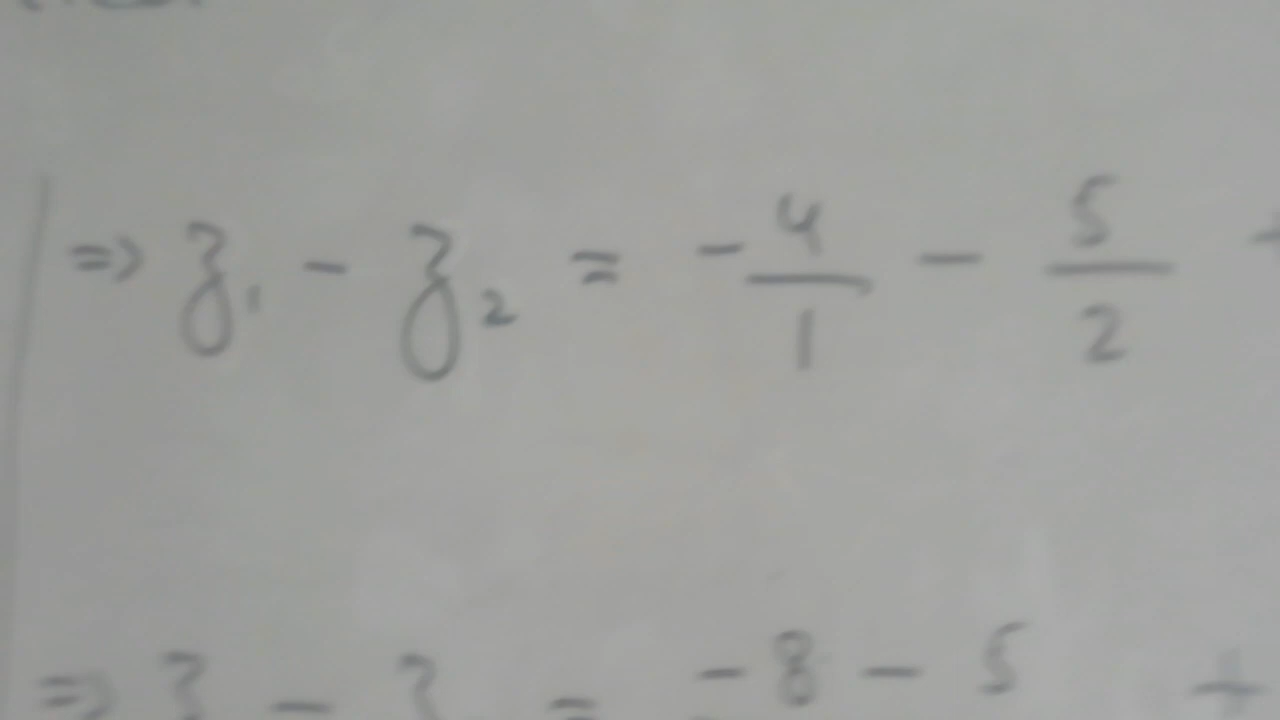 => z₁ - z₂ = -4/1 - 5/2 +
=> z - z = -8 - 5 +